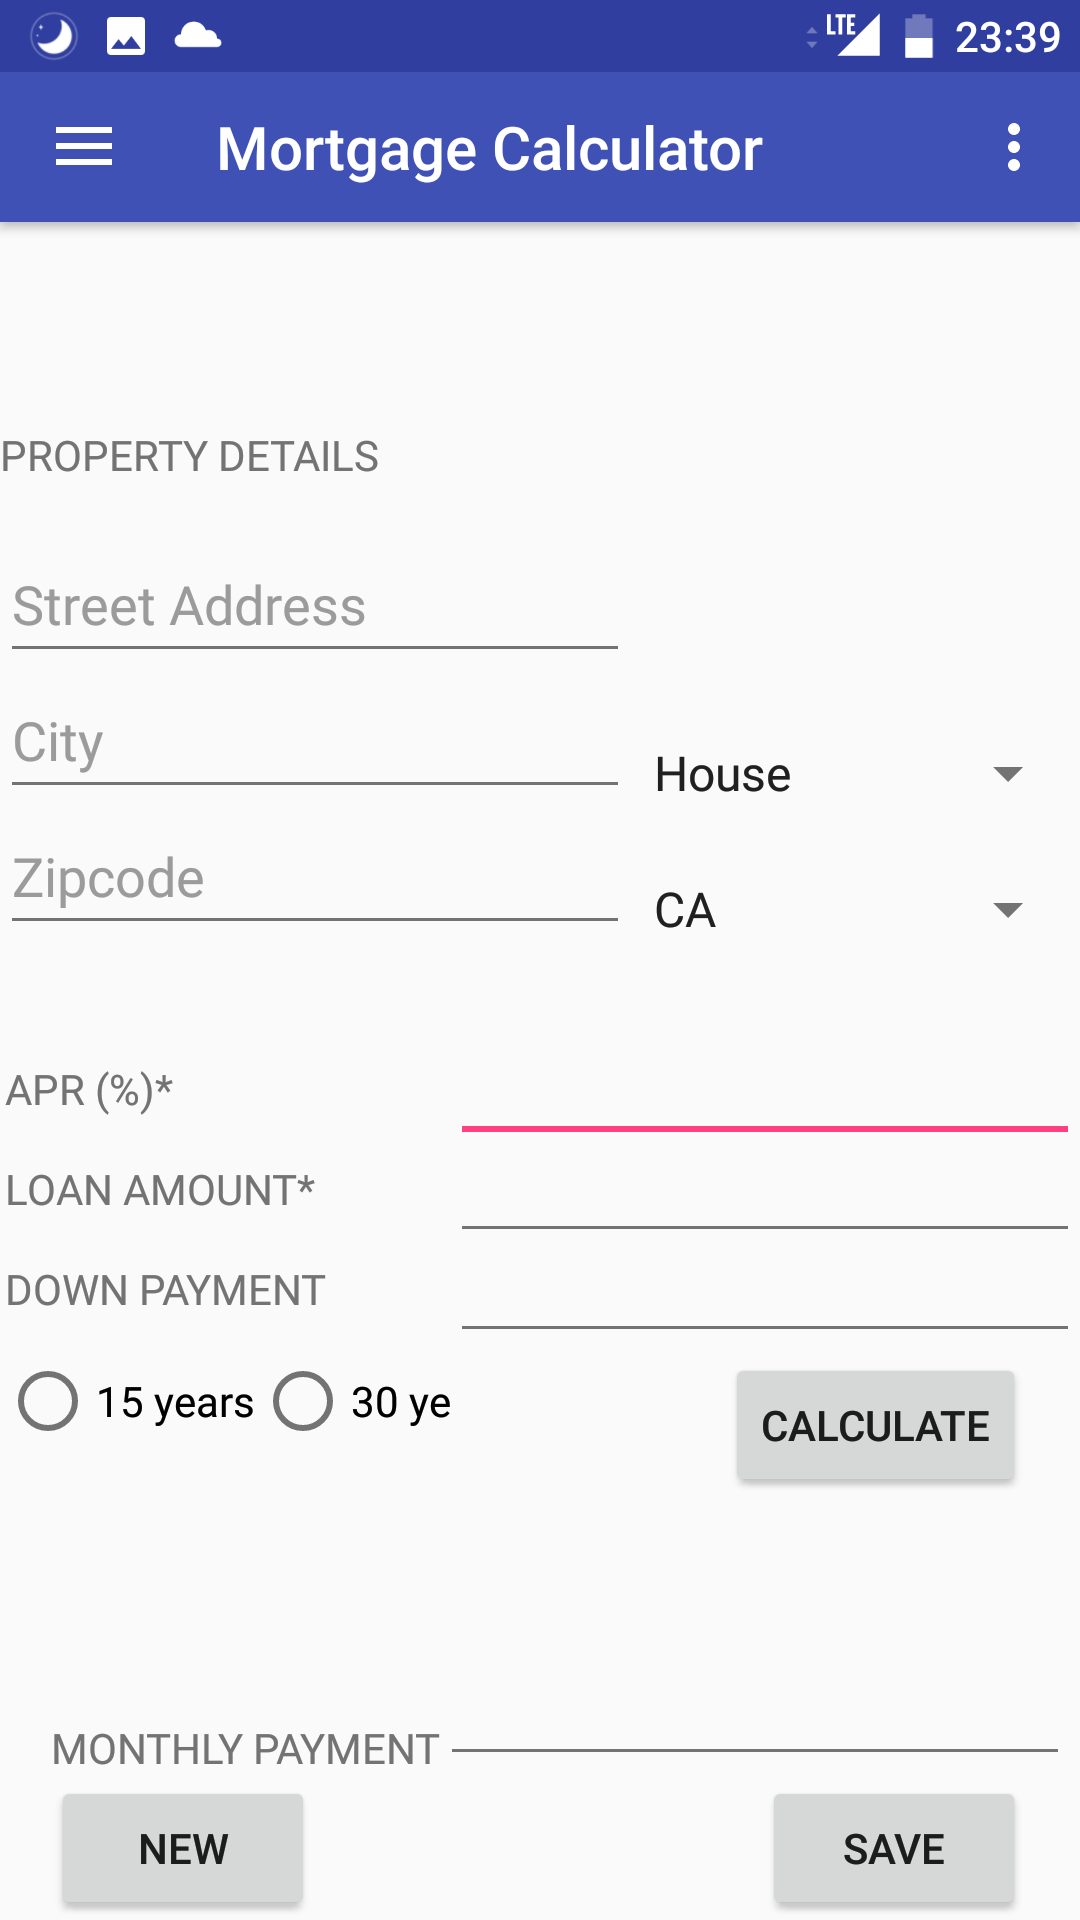 LTE 23:39
Mortgage Calculator
PROPERTY DETAILS
Street Address
City
House
Zipcode
CA
APR (%)*
LOAN AMOUNT*
DOWN PAYMENT
15 years 30 ye
CALCULATE
MONTHLY PAYMENT
NEW SAVE